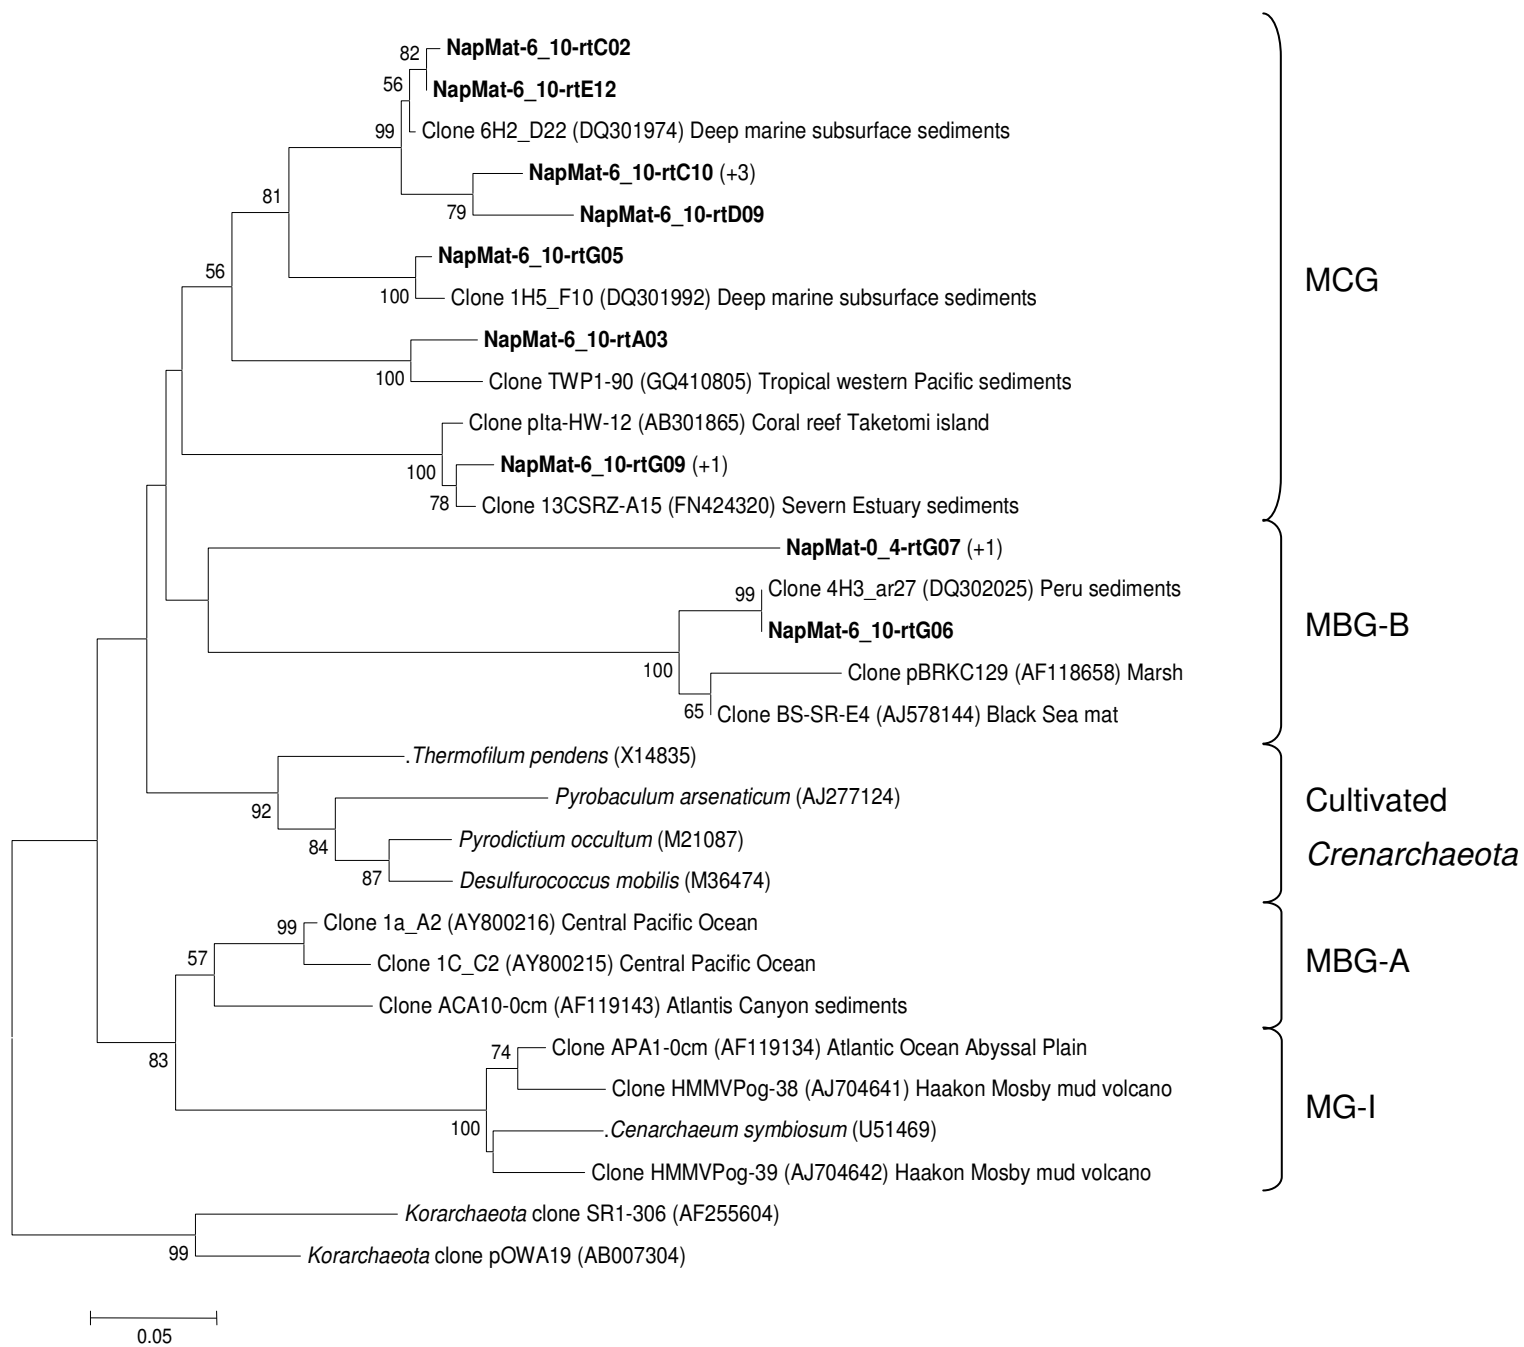 82 NapMat-6_10-rtC02
56 NapMat-6_10-rtE12
99 Clone 6H2_D22 (DQ301974) Deep marine subsurface sediments
NapMat-6_10-rtC10 (+3)
81
79 NapMat-6_10-rtD09
NapMat-6_10-rtG05
56
100 Clone 1H5_F10 (DQ301992) Deep marine subsurface sediments
MCG
NapMat-6_10-rtA03
100 Clone TWP1-90 (GQ410805) Tropical western Pacific sediments
Clone pIta-HW-12 (AB301865) Coral reef Taketomi island
100 NapMat-6_10-rtG09 (+1)
78 Clone 13CSRZ-A15 (FN424320) Severn Estuary sediments
NapMat-0_4-rtG07 (+1)
99 Clone 4H3_ar27 (DQ302025) Peru sediments
NapMat-6_10-rtG06
MBG-B
100 Clone pBRKC129 (AF118658) Marsh
65 Clone BS-SR-E4 (AJ578144) Black Sea mat
.Thermofilum pendens (X14835)
92 Pyrobaculum arsenaticum (AJ277124)
Cultivated
84 Pyrodictium occultum (M21087)
Crenarchaeota
87 Desulfurococcus mobilis (M36474)
99 Clone 1a_A2 (AY800216) Central Pacific Ocean
57 Clone 1C_C2 (AY800215) Central Pacific Ocean
MBG-A
Clone ACA10-0cm (AF119143) Atlantis Canyon sediments
83
74 Clone APA1-0cm (AF119134) Atlantic Ocean Abyssal Plain
Clone HMMVPog-38 (AJ704641) Haakon Mosby mud volcano
MG-I
100 .Cenarchaeum symbiosum (U51469)
Clone HMMVPog-39 (AJ704642) Haakon Mosby mud volcano
Korarchaeota clone SR1-306 (AF255604)
99 Korarchaeota clone pOWA19 (AB007304)
0.05